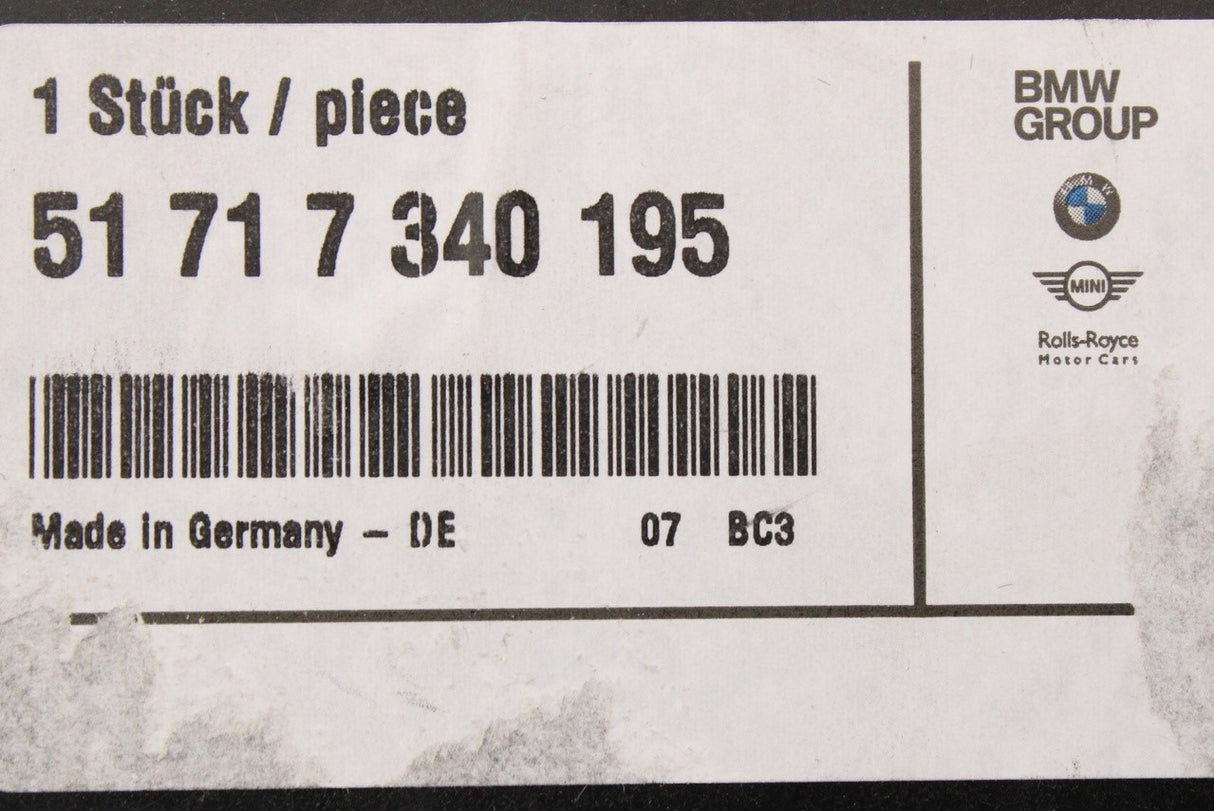 1 Stück / piece
51 71 7 340 195
Made in Germany – DE 07 BC3
BMW
GROUP
BMW
MINI
Rolls-Royce
Motor Cars